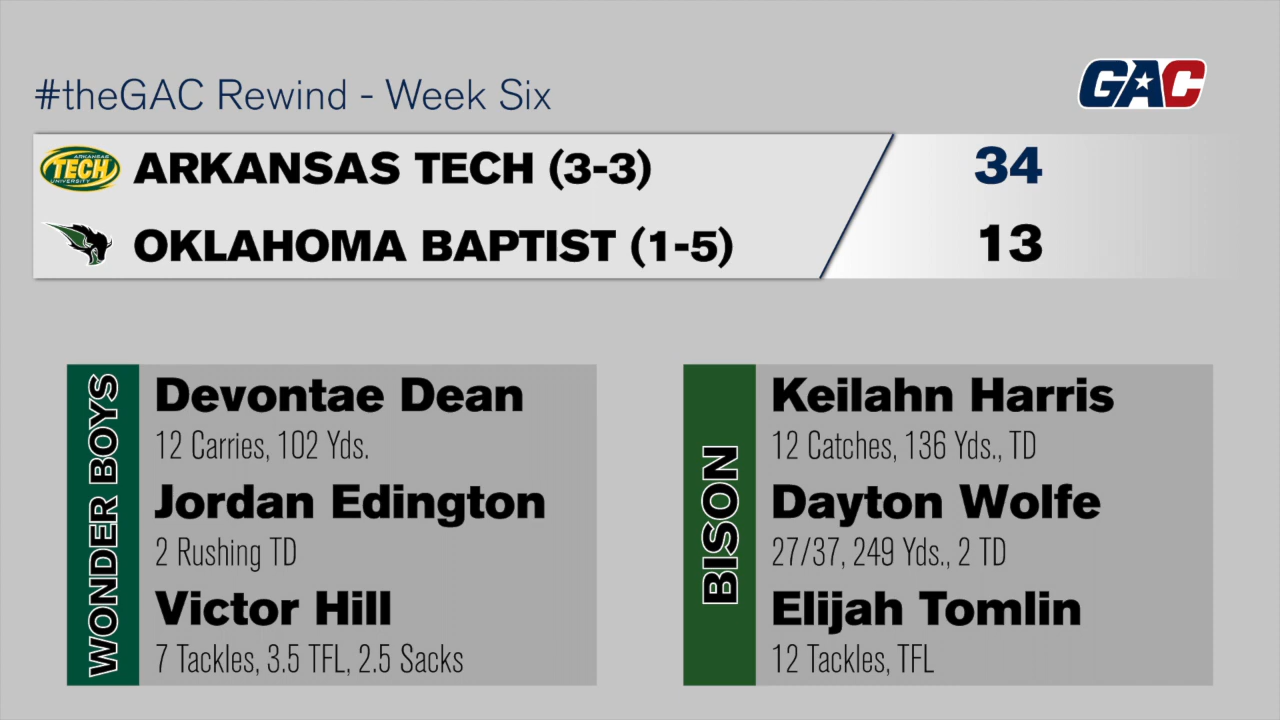 #theGAC Rewind - Week Six
GAC
ARKANSAS TECH UNIVERSITY
ARKANSAS TECH (3-3)
34
OKLAHOMA BAPTIST (1-5)
13
WONDER BOYS
Devontae Dean
12 Carries, 102 Yds.
Jordan Edington
2 Rushing TD
Victor Hill
7 Tackles, 3.5 TFL, 2.5 Sacks
BISON
Keilahn Harris
12 Catches, 136 Yds., TD
Dayton Wolfe
27/37, 249 Yds., 2 TD
Elijah Tomlin
12 Tackles, TFL